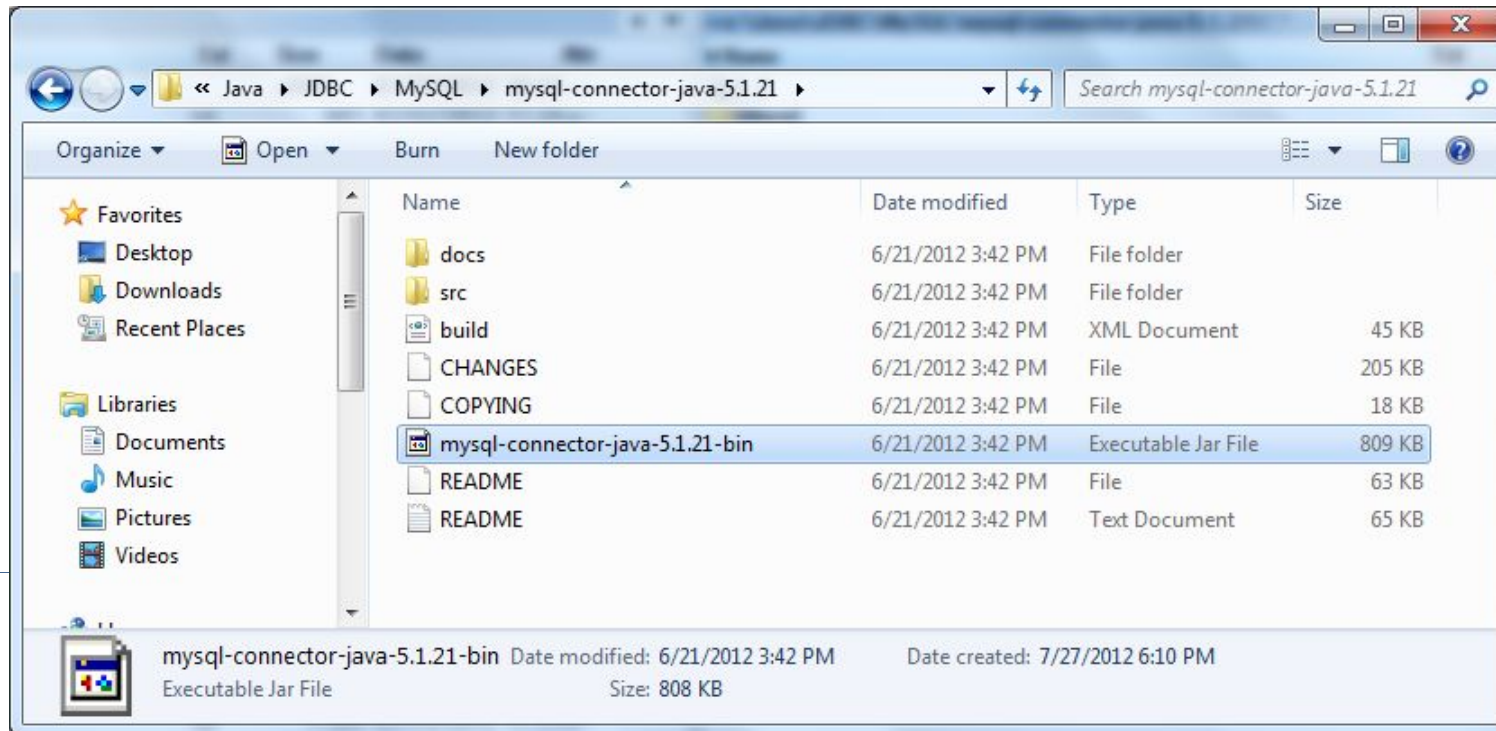 « Java ▸ JDBC ▸ MySQL ▸ mysql-connector-java-5.1.21 ▸ Search mysql-connector-java-5.1.21
Organize Open Burn New folder
Name Date modified Type Size
Favorites
Desktop
Downloads
Recent Places
Libraries
Documents
Music
Pictures
Videos
docs 6/21/2012 3:42 PM File folder
src 6/21/2012 3:42 PM File folder
build 6/21/2012 3:42 PM XML Document 45 KB
CHANGES 6/21/2012 3:42 PM File 205 KB
COPYING 6/21/2012 3:42 PM File 18 KB
mysql-connector-java-5.1.21-bin 6/21/2012 3:42 PM Executable Jar File 809 KB
README 6/21/2012 3:42 PM File 63 KB
README 6/21/2012 3:42 PM Text Document 65 KB
mysql-connector-java-5.1.21-bin Date modified: 6/21/2012 3:42 PM Date created: 7/27/2012 6:10 PM
Executable Jar File Size: 808 KB